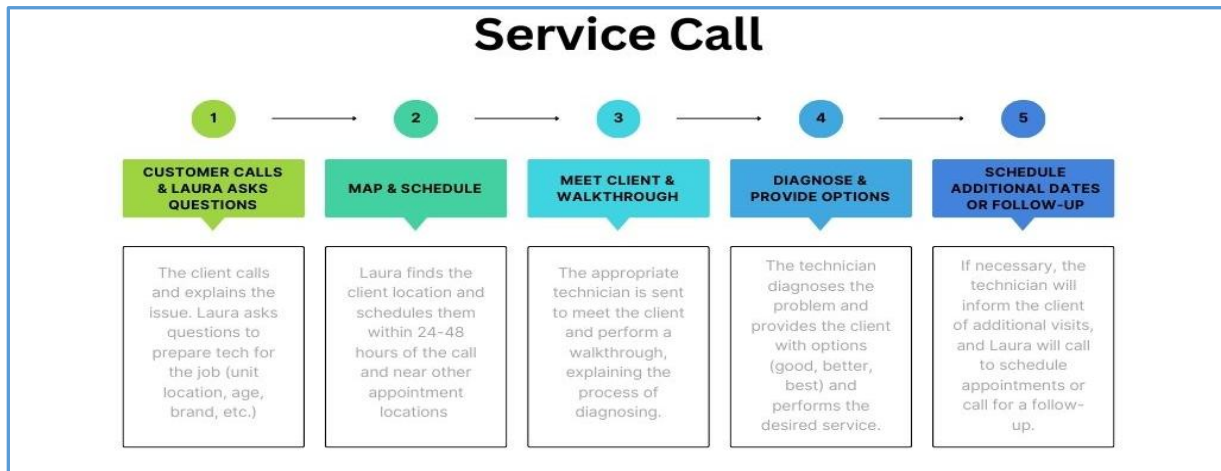 Service Call
1
2
3
4
5
CUSTOMER CALLS
& LAURA ASKS
QUESTIONS
MAP & SCHEDULE
MEET CLIENT &
WALKTHROUGH
DIAGNOSE &
PROVIDE OPTIONS
SCHEDULE
ADDITIONAL DATES
OR FOLLOW-UP
The client calls
and explains the
issue. Laura asks
questions to
prepare tech for
the job (unit
location, age,
brand, etc.)
Laura finds the
client location and
schedules them
within 24-48
hours of the call
and near other
appointment
locations
The appropriate
technician is sent
to meet the client
and perform a
walkthrough,
explaining the
process of
diagnosing.
The technician
diagnoses the
problem and
provides the client
with options
(good, better,
best) and
performs the
desired service.
If necessary, the
technician will
inform the client
of additional visits,
and Laura will call
to schedule
appointments or
call for a follow-
up.